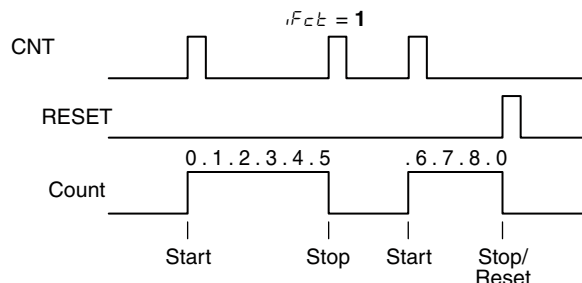 iFct = 1
CNT
RESET
0.1.2.3.4.5 .6.7.8.0
Count
Start Stop Start Stop/
Reset